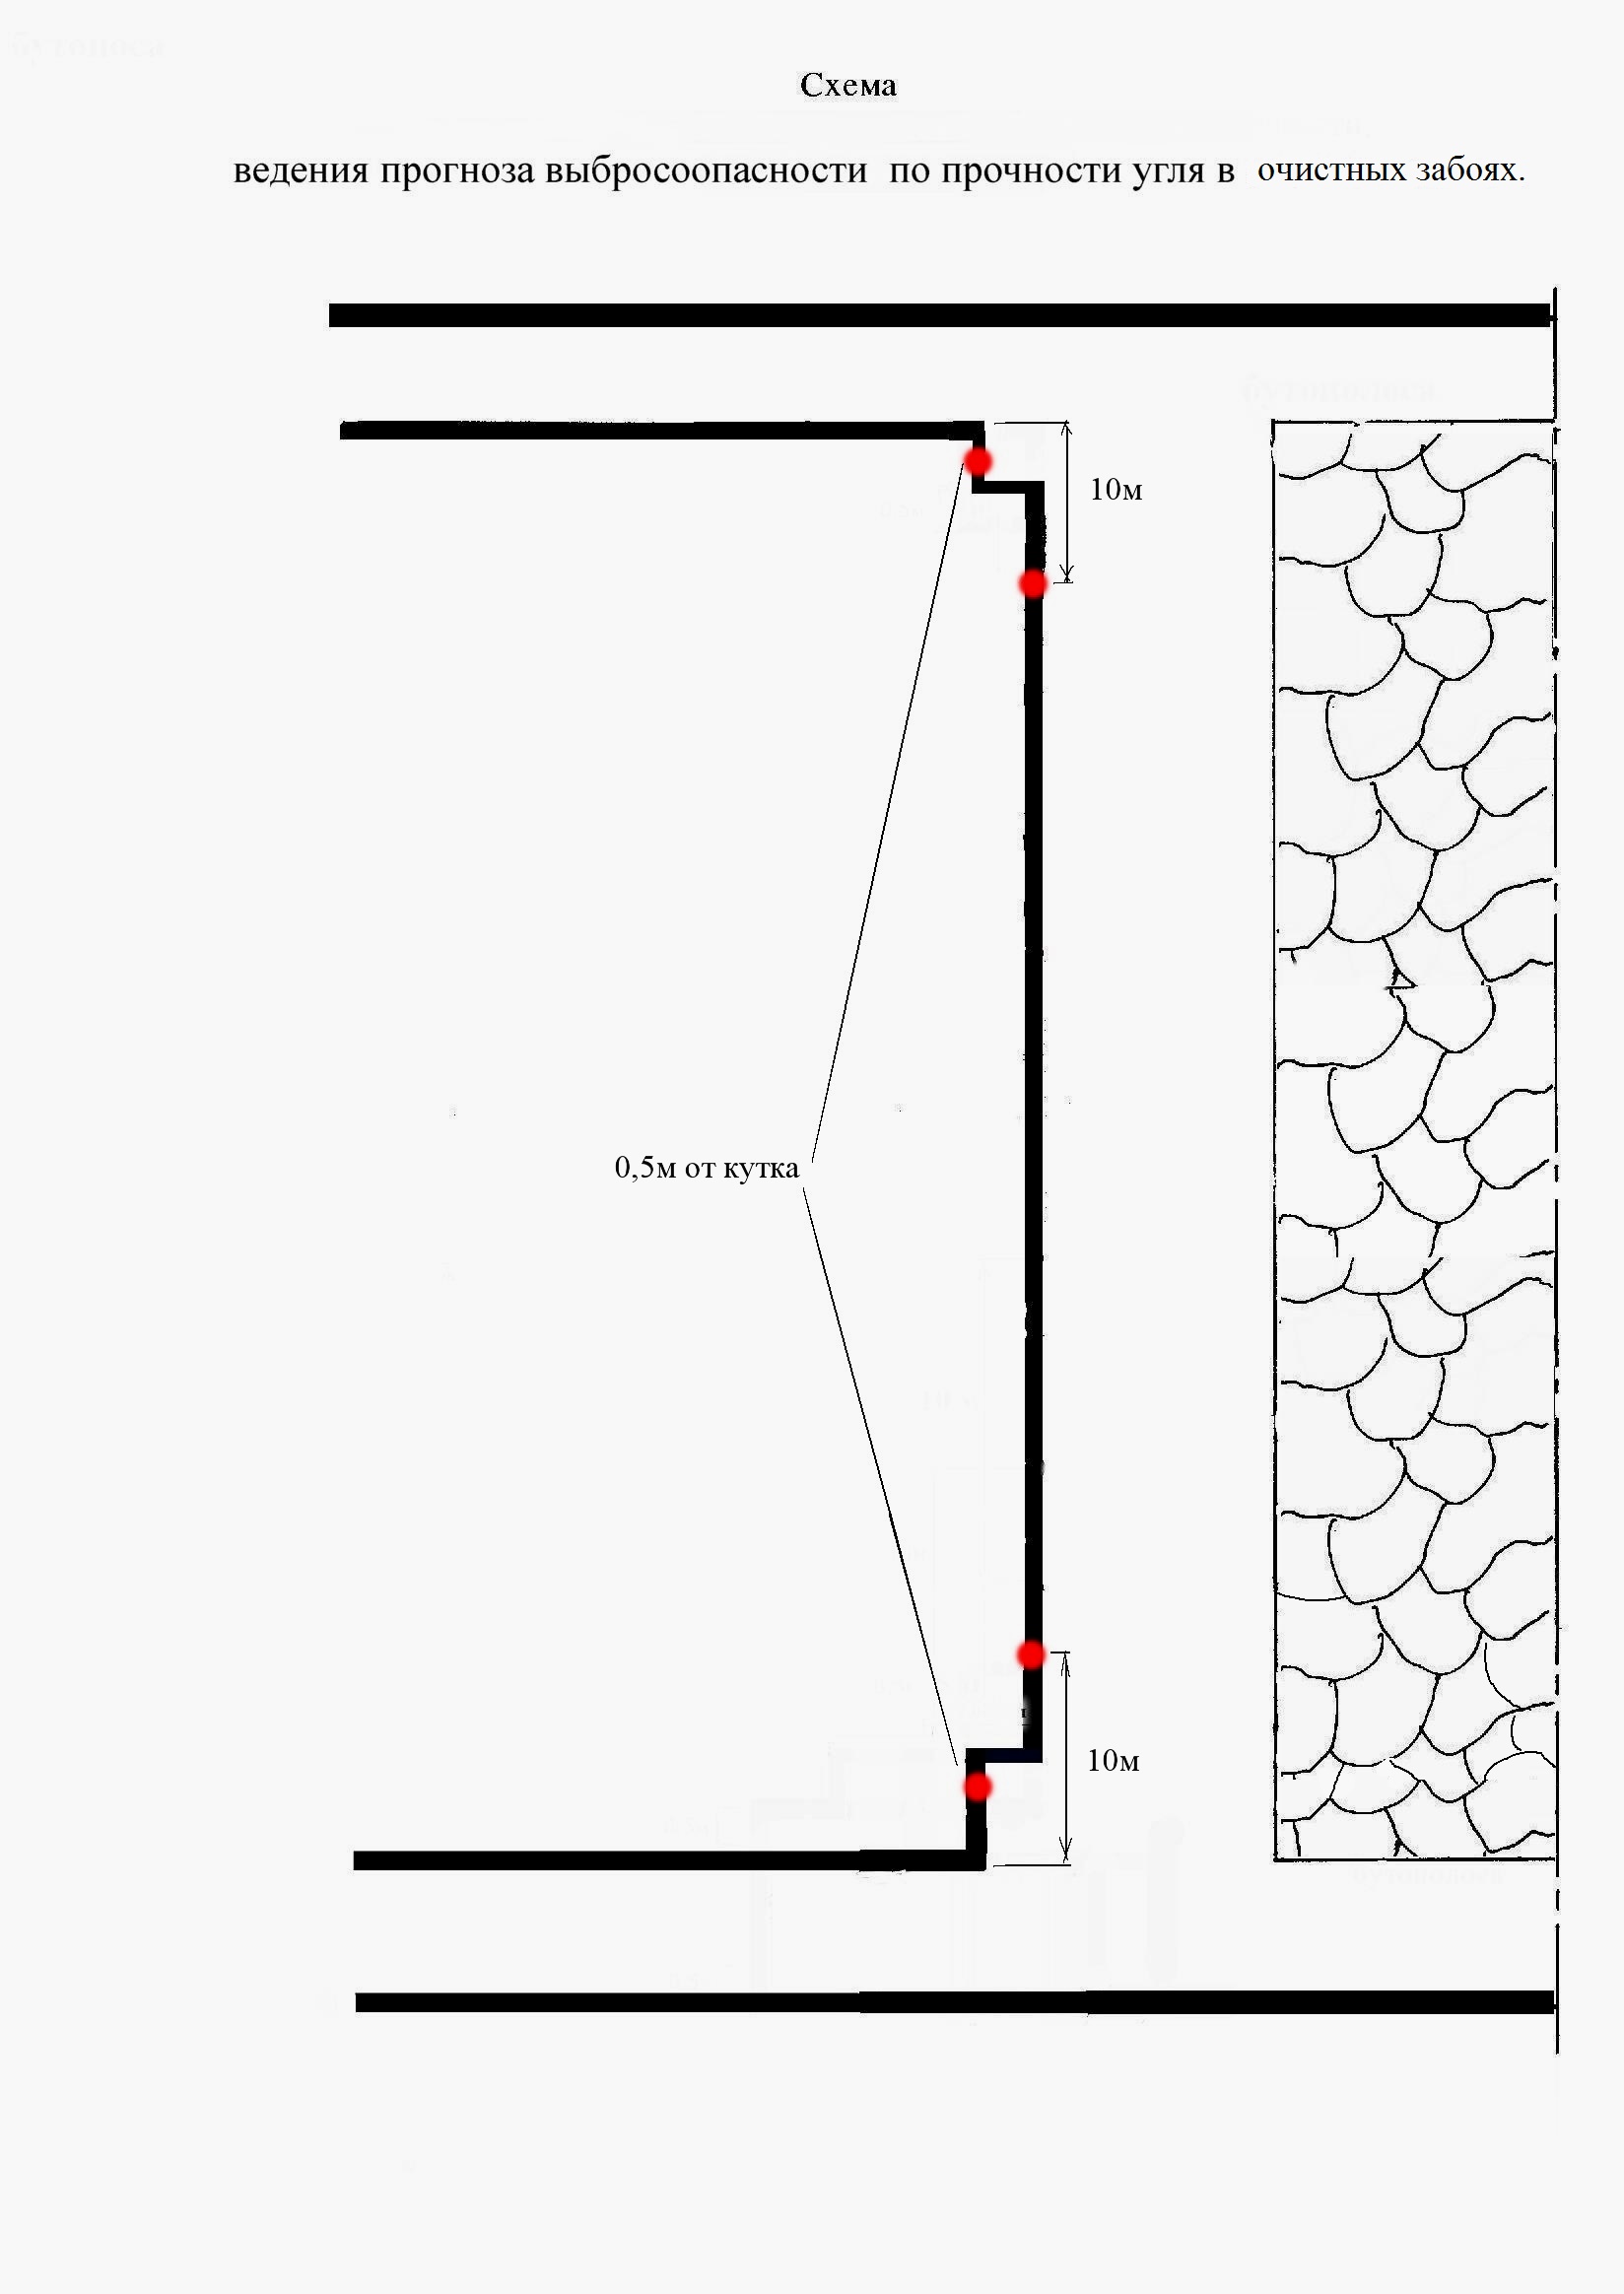 Схема
ведения прогноза выбросоопасности по прочности угля в очистных забоях.
10м
0,5м от кутка
10м